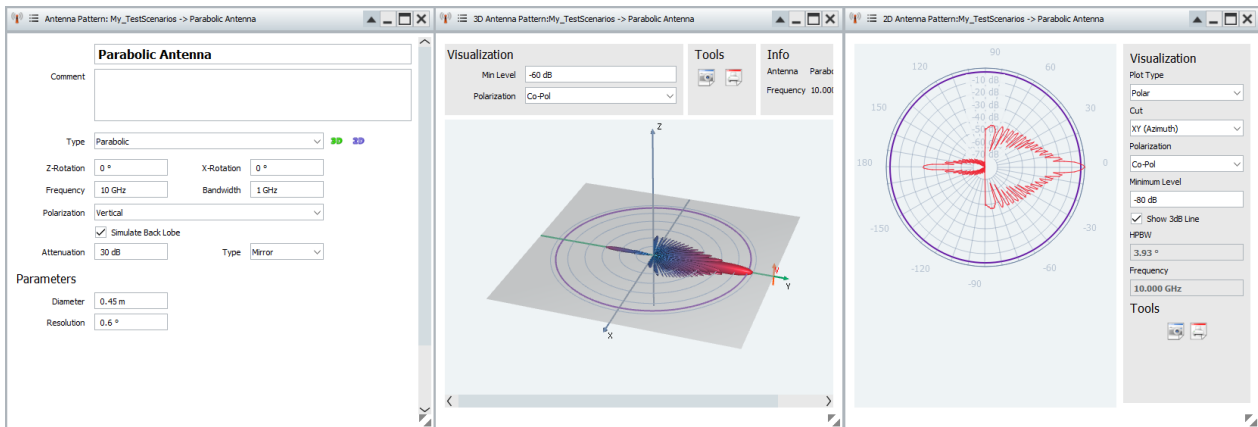 Antenna Pattern: My_TestScenarios -> Parabolic Antenna
Parabolic Antenna
Comment
Type Parabolic 3D 2D
Z-Rotation 0 ° X-Rotation 0 °
Frequency 10 GHz Bandwidth 1 GHz
Polarization Vertical
Simulate Back Lobe
Attenuation 30 dB Type Mirror
Parameters
Diameter 0.45 m
Resolution 0.6 °
3D Antenna Pattern:My_TestScenarios -> Parabolic Antenna
Visualization
Min Level -60 dB
Polarization Co-Pol
Tools
Info
Antenna Parab
Frequency 10.00
Z
V
Y
X
2D Antenna Pattern:My_TestScenarios -> Parabolic Antenna
90
120 60
-10 dB
-20 dB
-30 dB
150 30
-40 dB
-50 dB
-70 dB
180 0
-150 -30
-120 -60
-90
Visualization
Plot Type
Polar
Cut
XY (Azimuth)
Polarization
Co-Pol
Minimum Level
-80 dB
Show 3dB Line
HPBW
3.93 °
Frequency
10.000 GHz
Tools